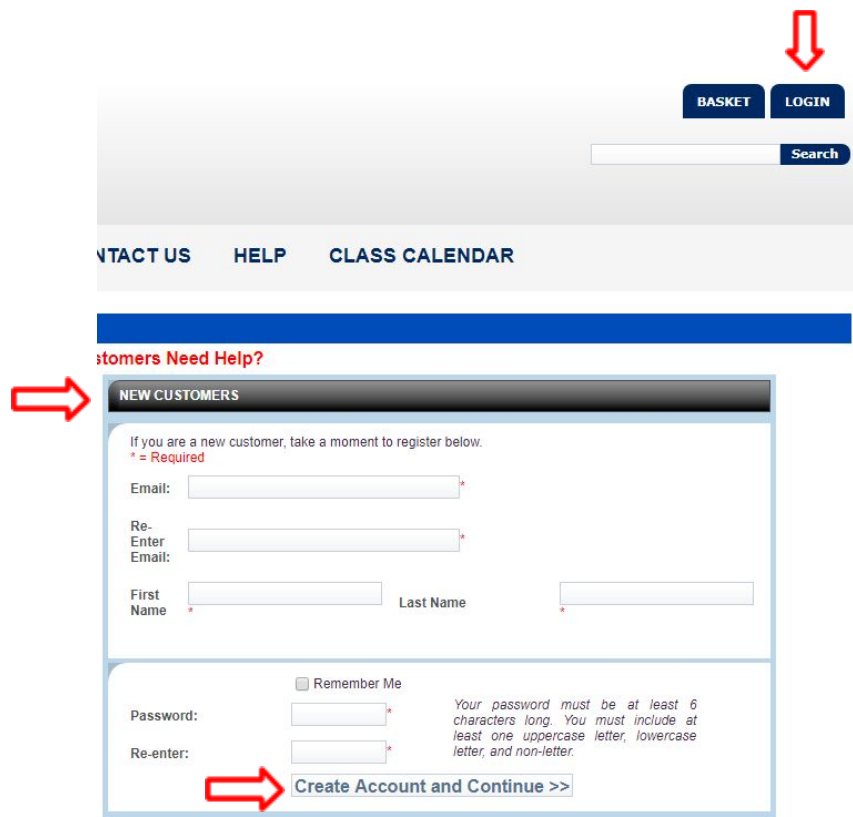 BASKET LOGIN
Search
NTACT US HELP CLASS CALENDAR
stomers Need Help?
NEW CUSTOMERS
If you are a new customer, take a moment to register below.
* = Required
Email: *
Re-
Enter
Email: *
First
Name * Last Name *
Remember Me
Password: *
Your password must be at least 6
characters long. You must include at
least one uppercase letter, lowercase
letter, and non-letter.
Re-enter: *
Create Account and Continue >>